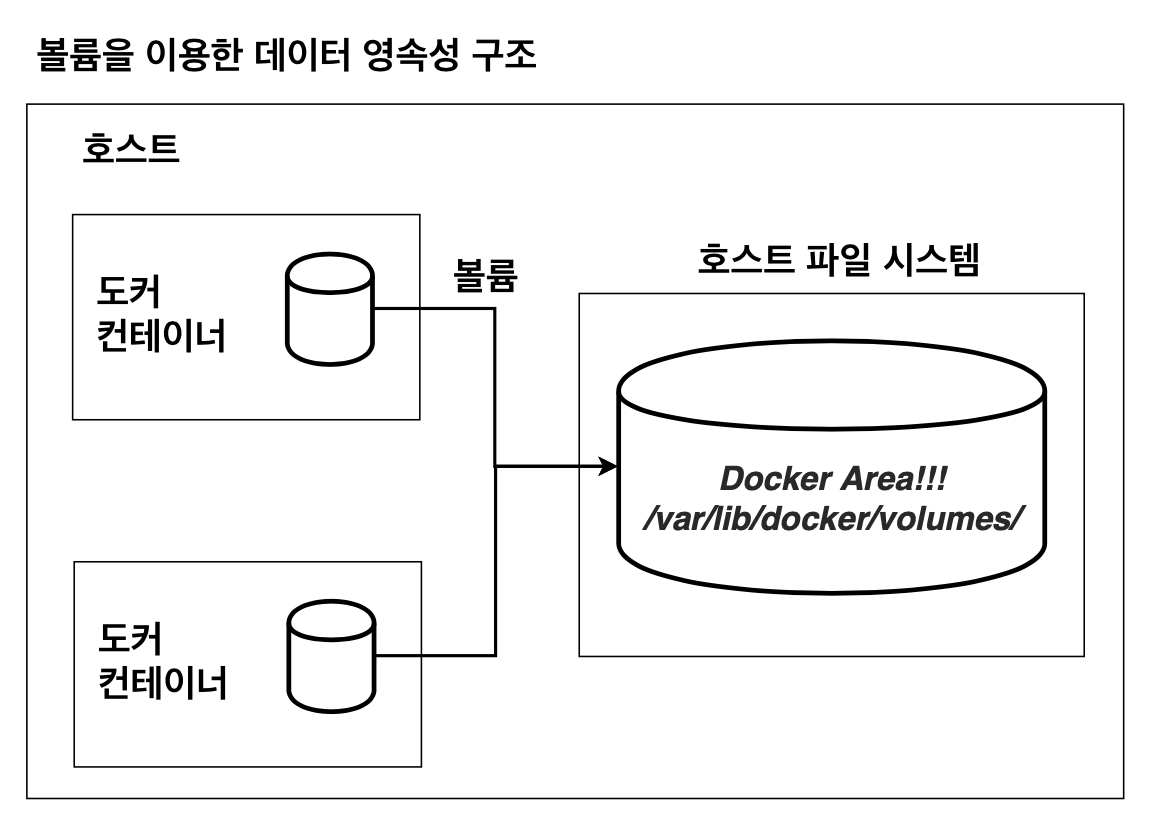 볼륨을 이용한 데이터 영속성 구조
호스트
도커
컨테이너
볼륨
호스트 파일 시스템
Docker Area!!!
/var/lib/docker/volumes/
도커
컨테이너